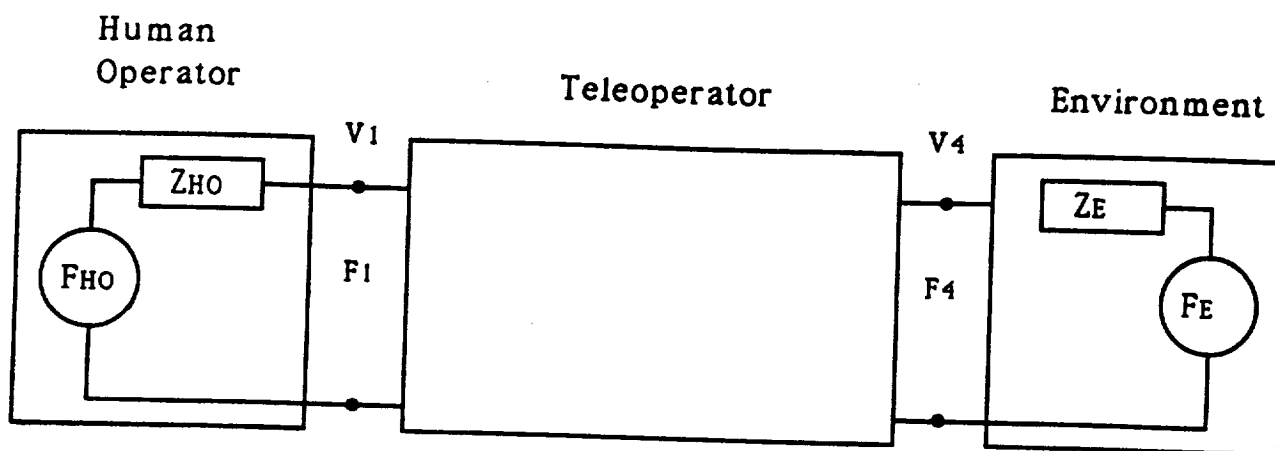 Human
Operator
Teleoperator
Environment
V1
V4
ZHO
ZE
FHO
F1
F4
FE